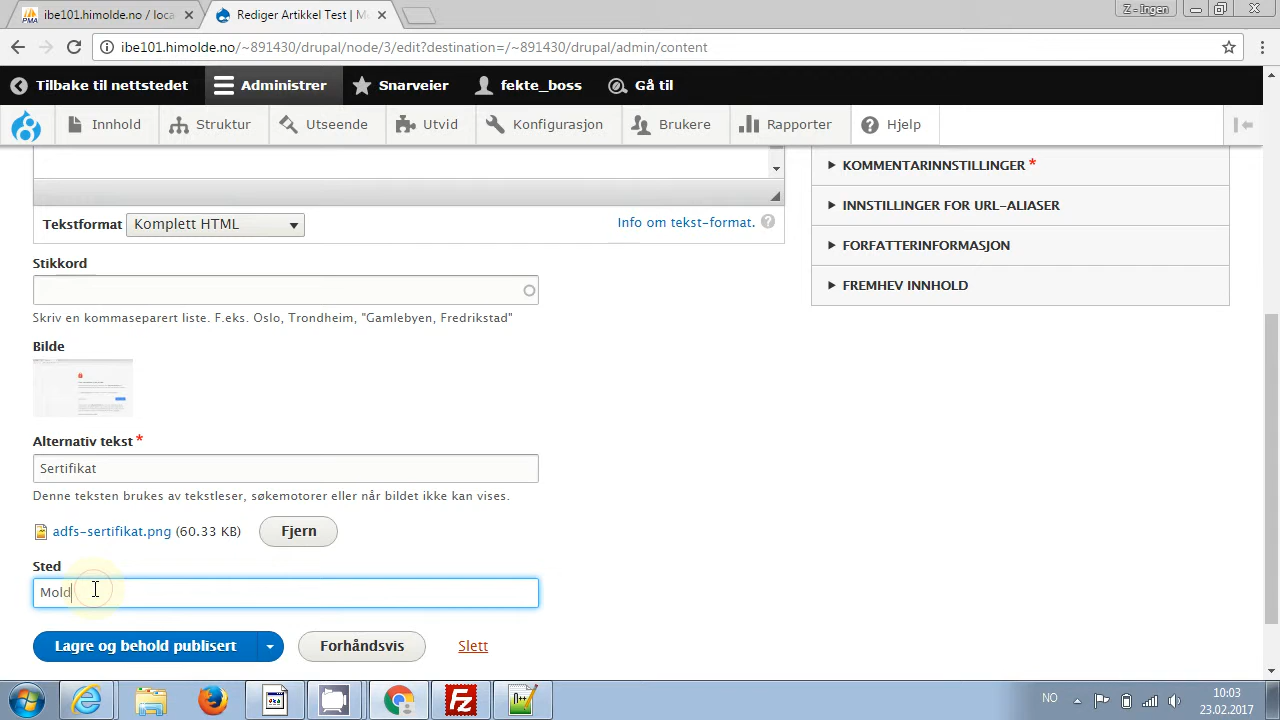 ibe101.himolde.no / loca
Rediger Artikkel Test | M
Z - Ingen
ibe101.himolde.no/~891430/drupal/node/3/edit?destination=/~891430/drupal/admin/content
Tilbake til nettstedet
Administrer
Snarveier
fekte_boss
Gå til
Innhold
Struktur
Utseende
Utvid
Konfigurasjon
Brukere
Rapporter
Hjelp
KOMMENTARINNSTILLINGER *
INNSTILLINGER FOR URL-ALIASER
FORFATTERINFORMASJON
FREMHEV INNHOLD
Tekstformat Komplett HTML
Info om tekst-format. ?
Stikkord
Skriv en kommaseparert liste. F.eks. Oslo, Trondheim, "Gamlebyen, Fredrikstad"
Bilde
Alternativ tekst *
Sertifikat
Denne teksten brukes av tekstleser, søkemotorer eller når bildet ikke kan vises.
adfs-sertifikat.png (60.33 KB)
Fjern
Sted
Mold
Lagre og behold publisert
Forhåndsvis
Slett
NO
10:03
23.02.2017